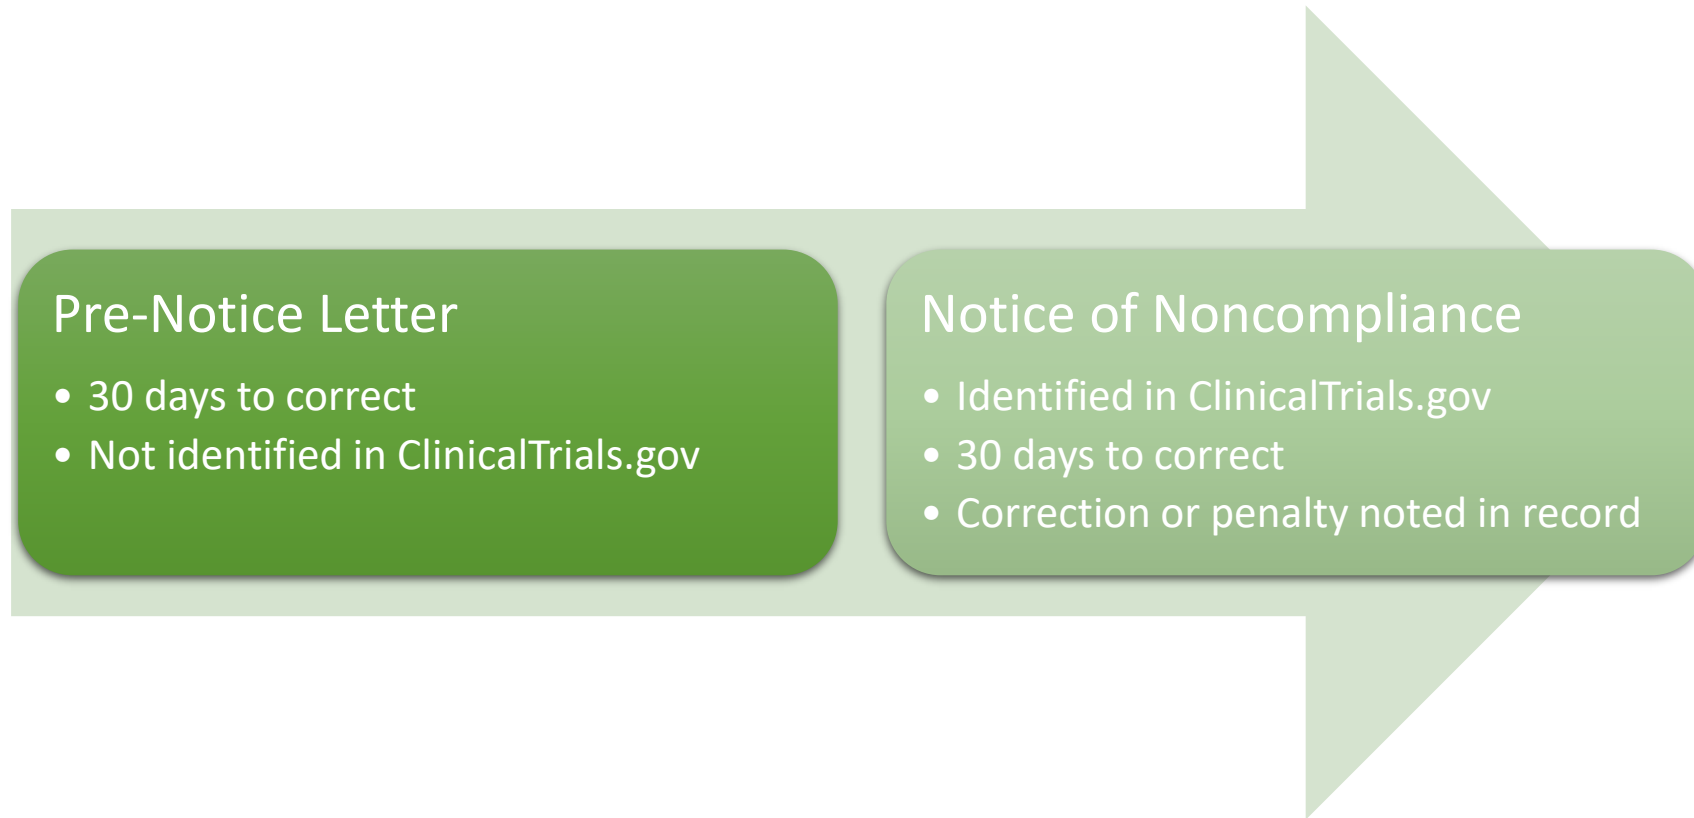 Pre-Notice Letter
• 30 days to correct
• Not identified in ClinicalTrials.gov
Notice of Noncompliance
• Identified in ClinicalTrials.gov
• 30 days to correct
• Correction or penalty noted in record